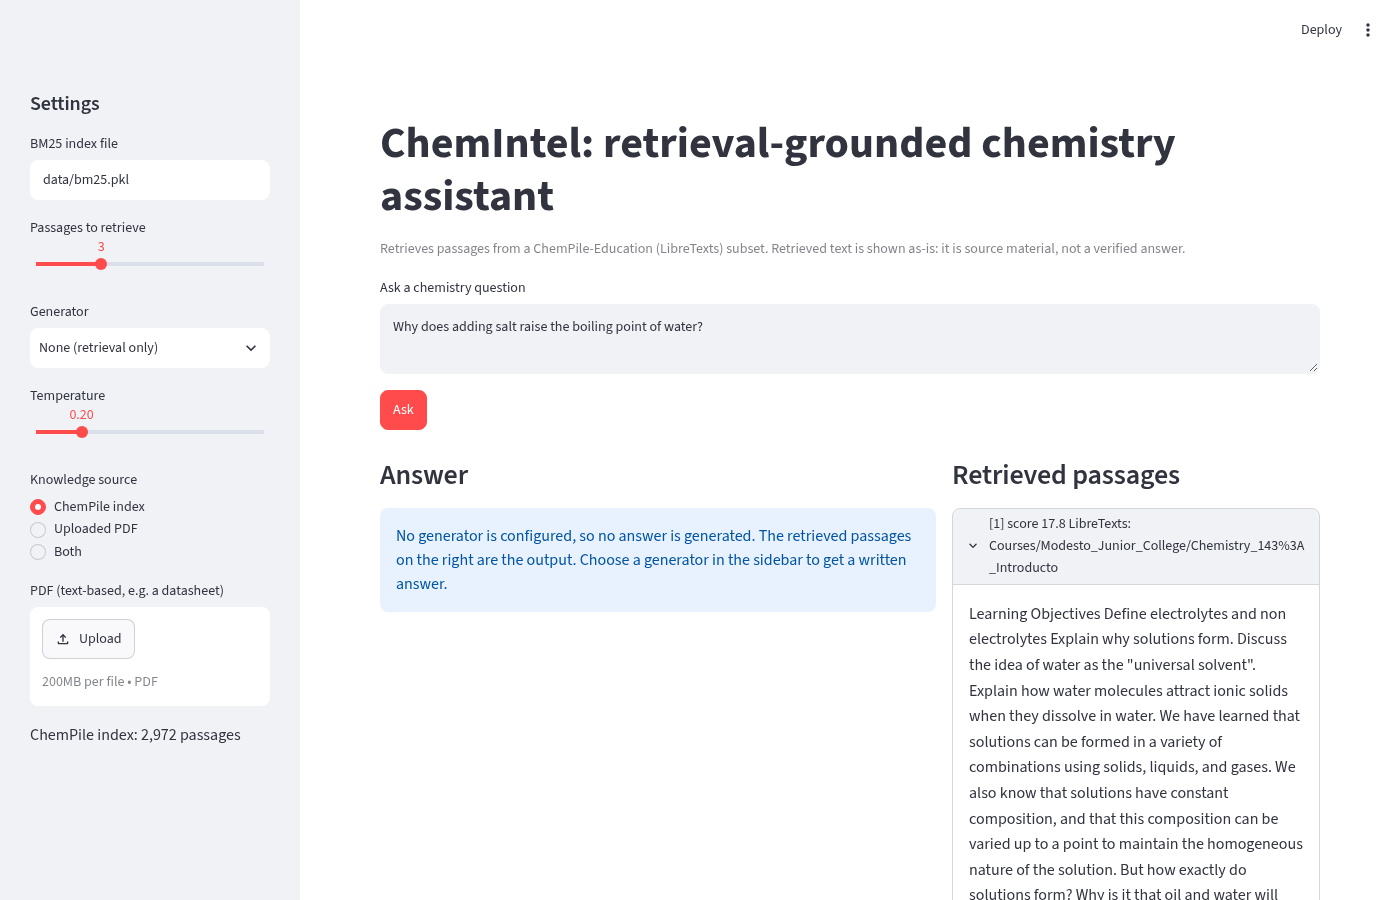 Deploy
Settings
BM25 index file
data/bm25.pkl
Passages to retrieve
3
Generator
None (retrieval only)
Temperature
0.20
Knowledge source
ChemPile index
Uploaded PDF
Both
PDF (text-based, e.g. a datasheet)
Upload
200MB per file • PDF
ChemPile index: 2,972 passages
ChemIntel: retrieval-grounded chemistry
assistant
Retrieves passages from a ChemPile-Education (LibreTexts) subset. Retrieved text is shown as-is: it is source material, not a verified answer.
Ask a chemistry question
Why does adding salt raise the boiling point of water?
Ask
Answer
No generator is configured, so no answer is generated. The retrieved passages
on the right are the output. Choose a generator in the sidebar to get a written
answer.
Retrieved passages
[1] score 17.8 LibreTexts:
Courses/Modesto_Junior_College/Chemistry_143%3A
_Introducto
Learning Objectives Define electrolytes and non
electrolytes Explain why solutions form. Discuss
the idea of water as the "universal solvent".
Explain how water molecules attract ionic solids
when they dissolve in water. We have learned that
solutions can be formed in a variety of
combinations using solids, liquids, and gases. We
also know that solutions have constant
composition, and that this composition can be
varied up to a point to maintain the homogeneous
nature of the solution. But how exactly do
solutions form? Why is it that oil and water will